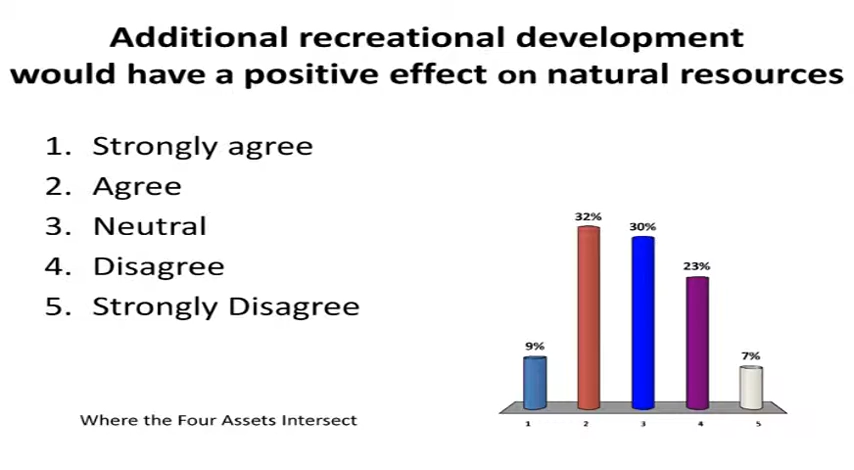 Additional recreational development
would have a positive effect on natural resources
1. Strongly agree
2. Agree
3. Neutral
4. Disagree
5. Strongly Disagree
9%
32%
30%
23%
7%
1 2 3 4 5
Where the Four Assets Intersect